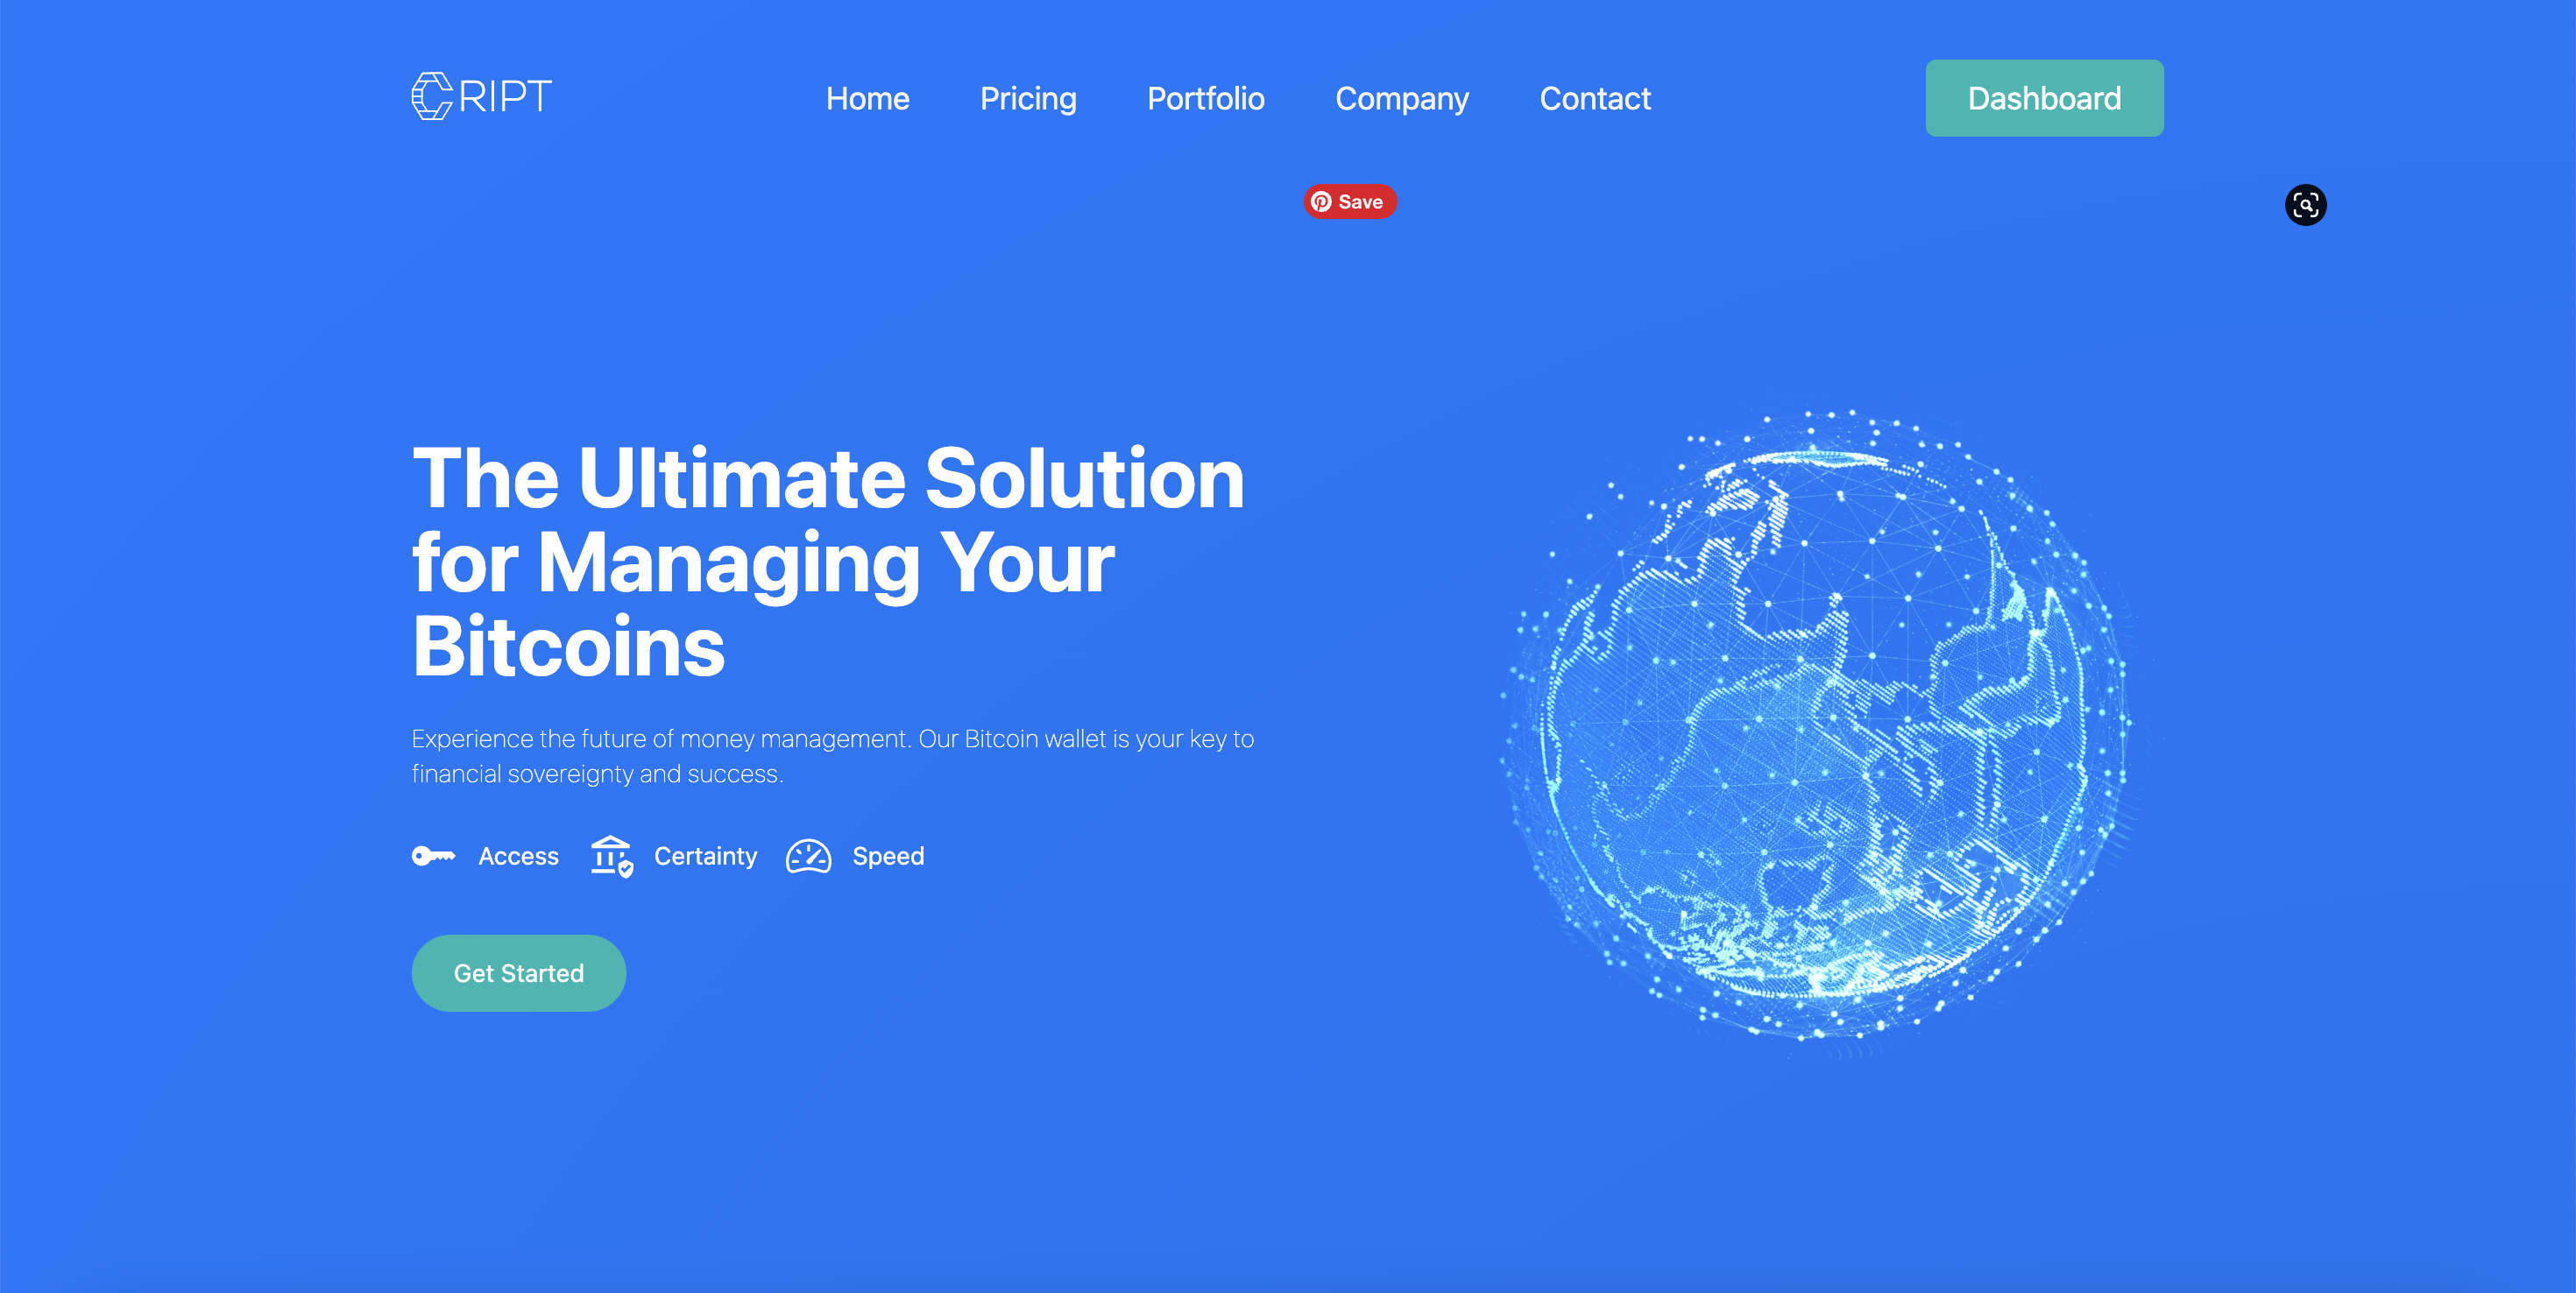 CRIPT
Home
Pricing
Portfolio
Company
Contact
Dashboard
Save
The Ultimate Solution
for Managing Your
Bitcoins
Experience the future of money management. Our Bitcoin wallet is your key to
financial sovereignty and success.
Access
Certainty
Speed
Get Started